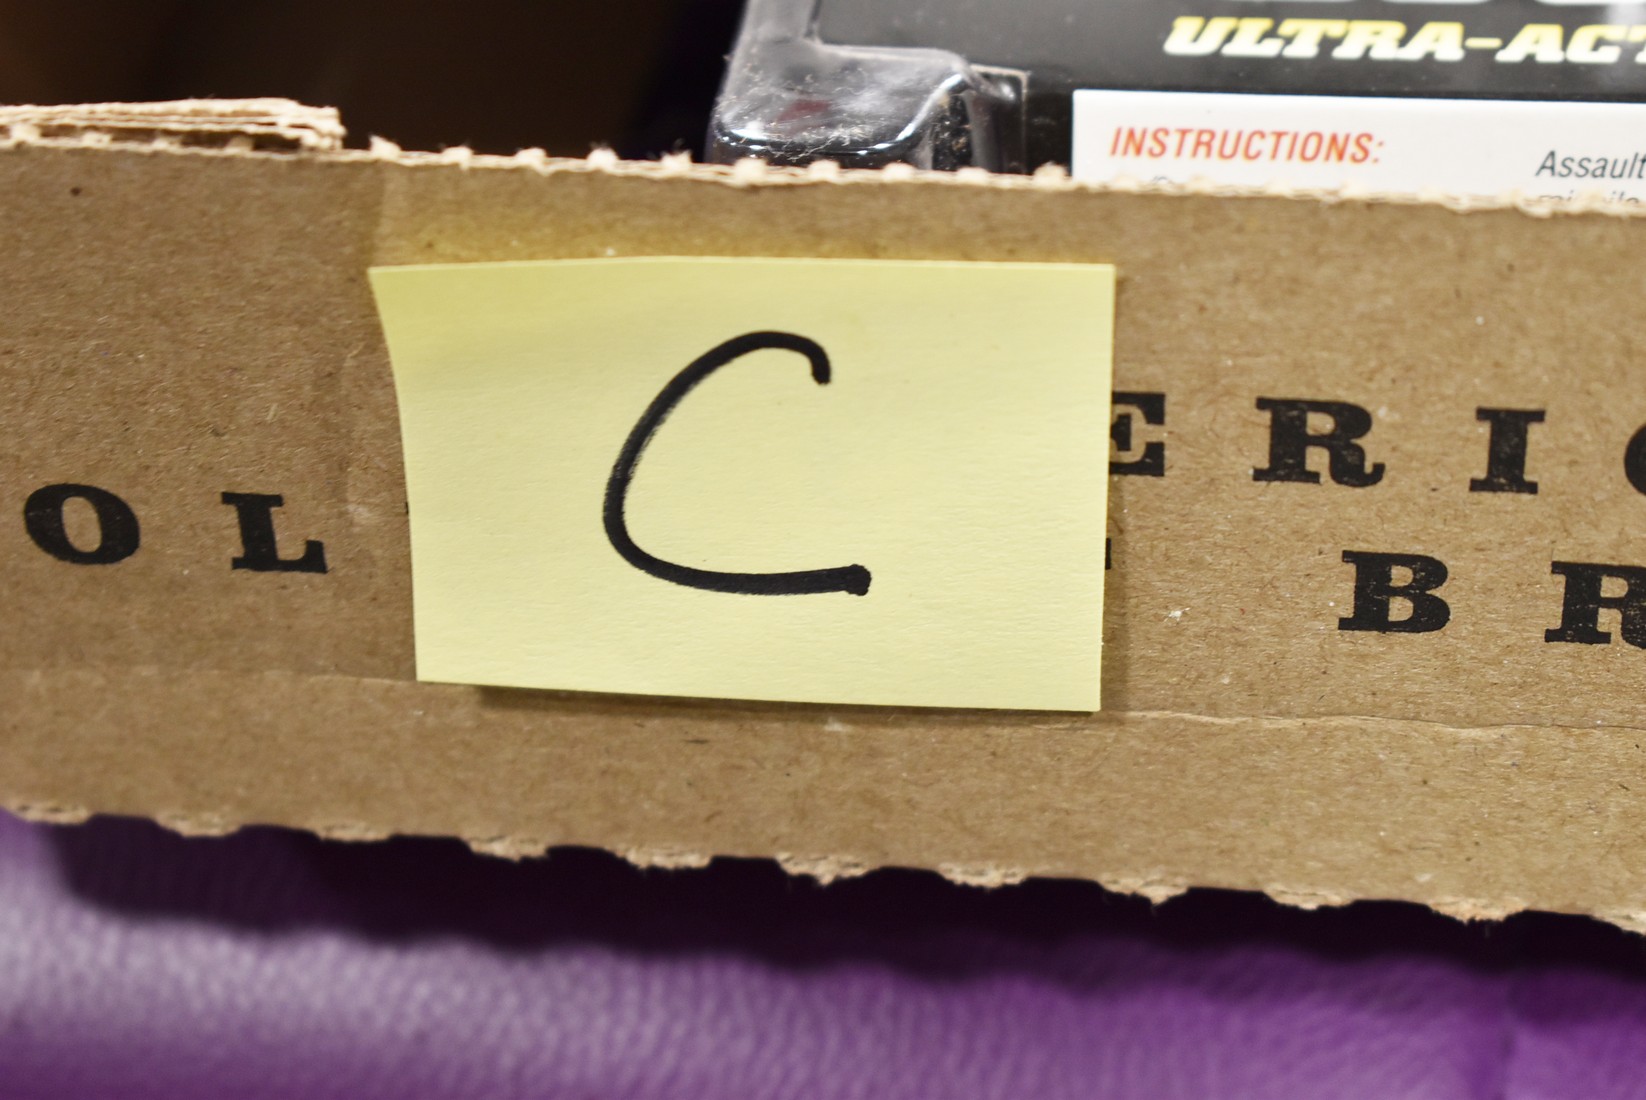 ULTRA-ACT
INSTRUCTIONS:
Assault
C
ERIC
OL
BR